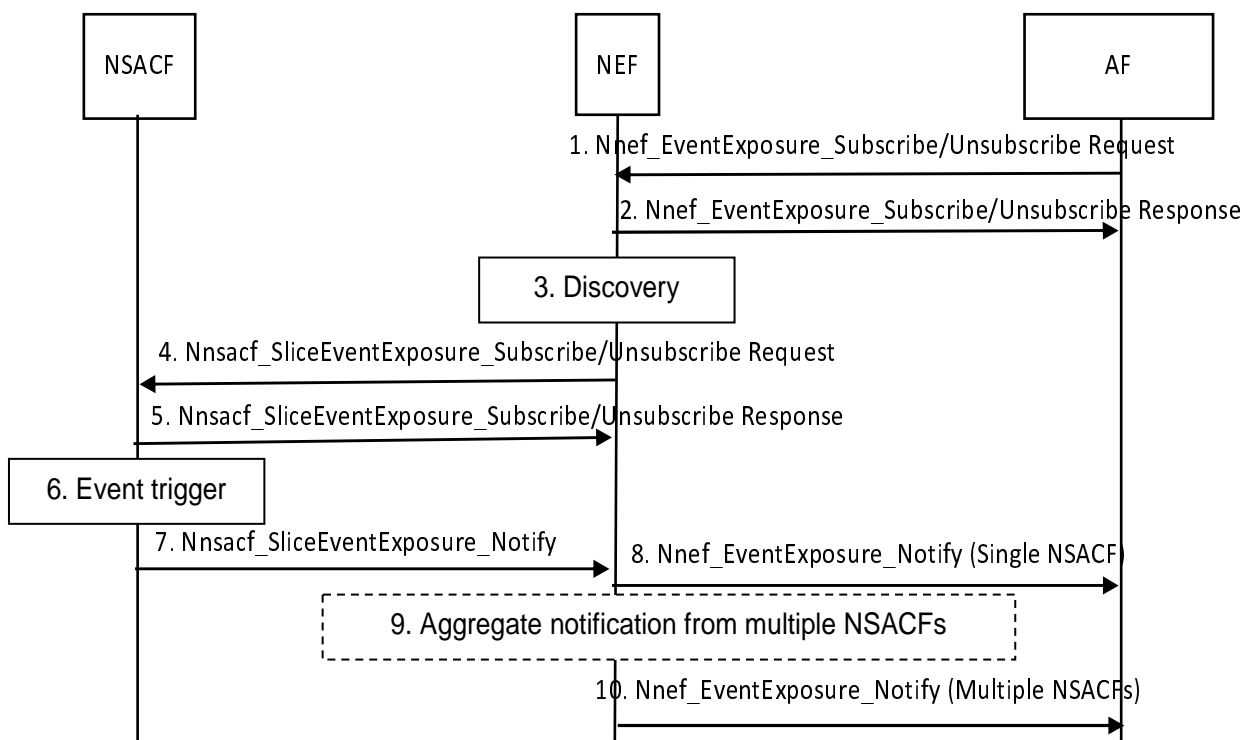 NSACF
NEF
AF
1. Nnef_EventExposure_Subscribe/Unsubscribe Request
2. Nnef_EventExposure_Subscribe/Unsubscribe Response
3. Discovery
4. Nnsacf_SliceEventExposure_Subscribe/Unsubscribe Request
5. Nnsacf_SliceEventExposure_Subscribe/Unsubscribe Response
6. Event trigger
7. Nnsacf_SliceEventExposure_Notify
8. Nnef_EventExposure_Notify (Single NSACF)
9. Aggregate notification from multiple NSACFs
10. Nnef_EventExposure_Notify (Multiple NSACFs)